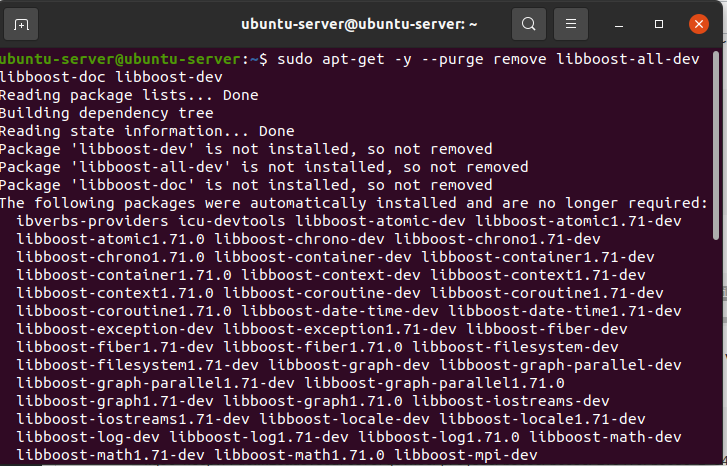 ubuntu-server@ubuntu-server: ~
ubuntu-server@ubuntu-server:~$ sudo apt-get -y --purge remove libboost-all-dev
libboost-doc libboost-dev
Reading package lists... Done
Building dependency tree
Reading state information... Done
Package 'libboost-dev' is not installed, so not removed
Package 'libboost-all-dev' is not installed, so not removed
Package 'libboost-doc' is not installed, so not removed
The following packages were automatically installed and are no longer required:
ibverbs-providers icu-devtools libboost-atomic-dev libboost-atomic1.71-dev
libboost-atomic1.71.0 libboost-chrono-dev libboost-chrono1.71-dev
libboost-chrono1.71.0 libboost-container-dev libboost-container1.71-dev
libboost-container1.71.0 libboost-context-dev libboost-context1.71-dev
libboost-context1.71.0 libboost-coroutine-dev libboost-coroutine1.71-dev
libboost-coroutine1.71.0 libboost-date-time-dev libboost-date-time1.71-dev
libboost-exception-dev libboost-exception1.71-dev libboost-fiber-dev
libboost-fiber1.71-dev libboost-fiber1.71.0 libboost-filesystem-dev
libboost-filesystem1.71-dev libboost-graph-dev libboost-graph-parallel-dev
libboost-graph-parallel1.71-dev libboost-graph-parallel1.71.0
libboost-graph1.71-dev libboost-graph1.71.0 libboost-iostreams-dev
libboost-iostreams1.71-dev libboost-locale-dev libboost-locale1.71-dev
libboost-log-dev libboost-log1.71-dev libboost-log1.71.0 libboost-math-dev
libboost-math1.71-dev libboost-math1.71.0 libboost-mpi-dev